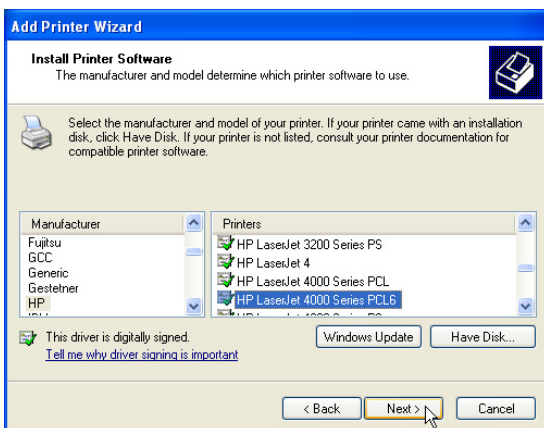 Add Printer Wizard
Install Printer Software
The manufacturer and model determine which printer software to use.
Select the manufacturer and model of your printer. If your printer came with an installation
disk, click Have Disk. If your printer is not listed, consult your printer documentation for
compatible printer software.
Manufacturer
Fujitsu
GCC
Generic
Gestetner
HP
Printers
HP LaserJet 3200 Series PS
HP LaserJet 4
HP LaserJet 4000 Series PCL
HP LaserJet 4000 Series PCL6
This driver is digitally signed.
Tell me why driver signing is important
Windows Update
Have Disk...
< Back
Next >
Cancel